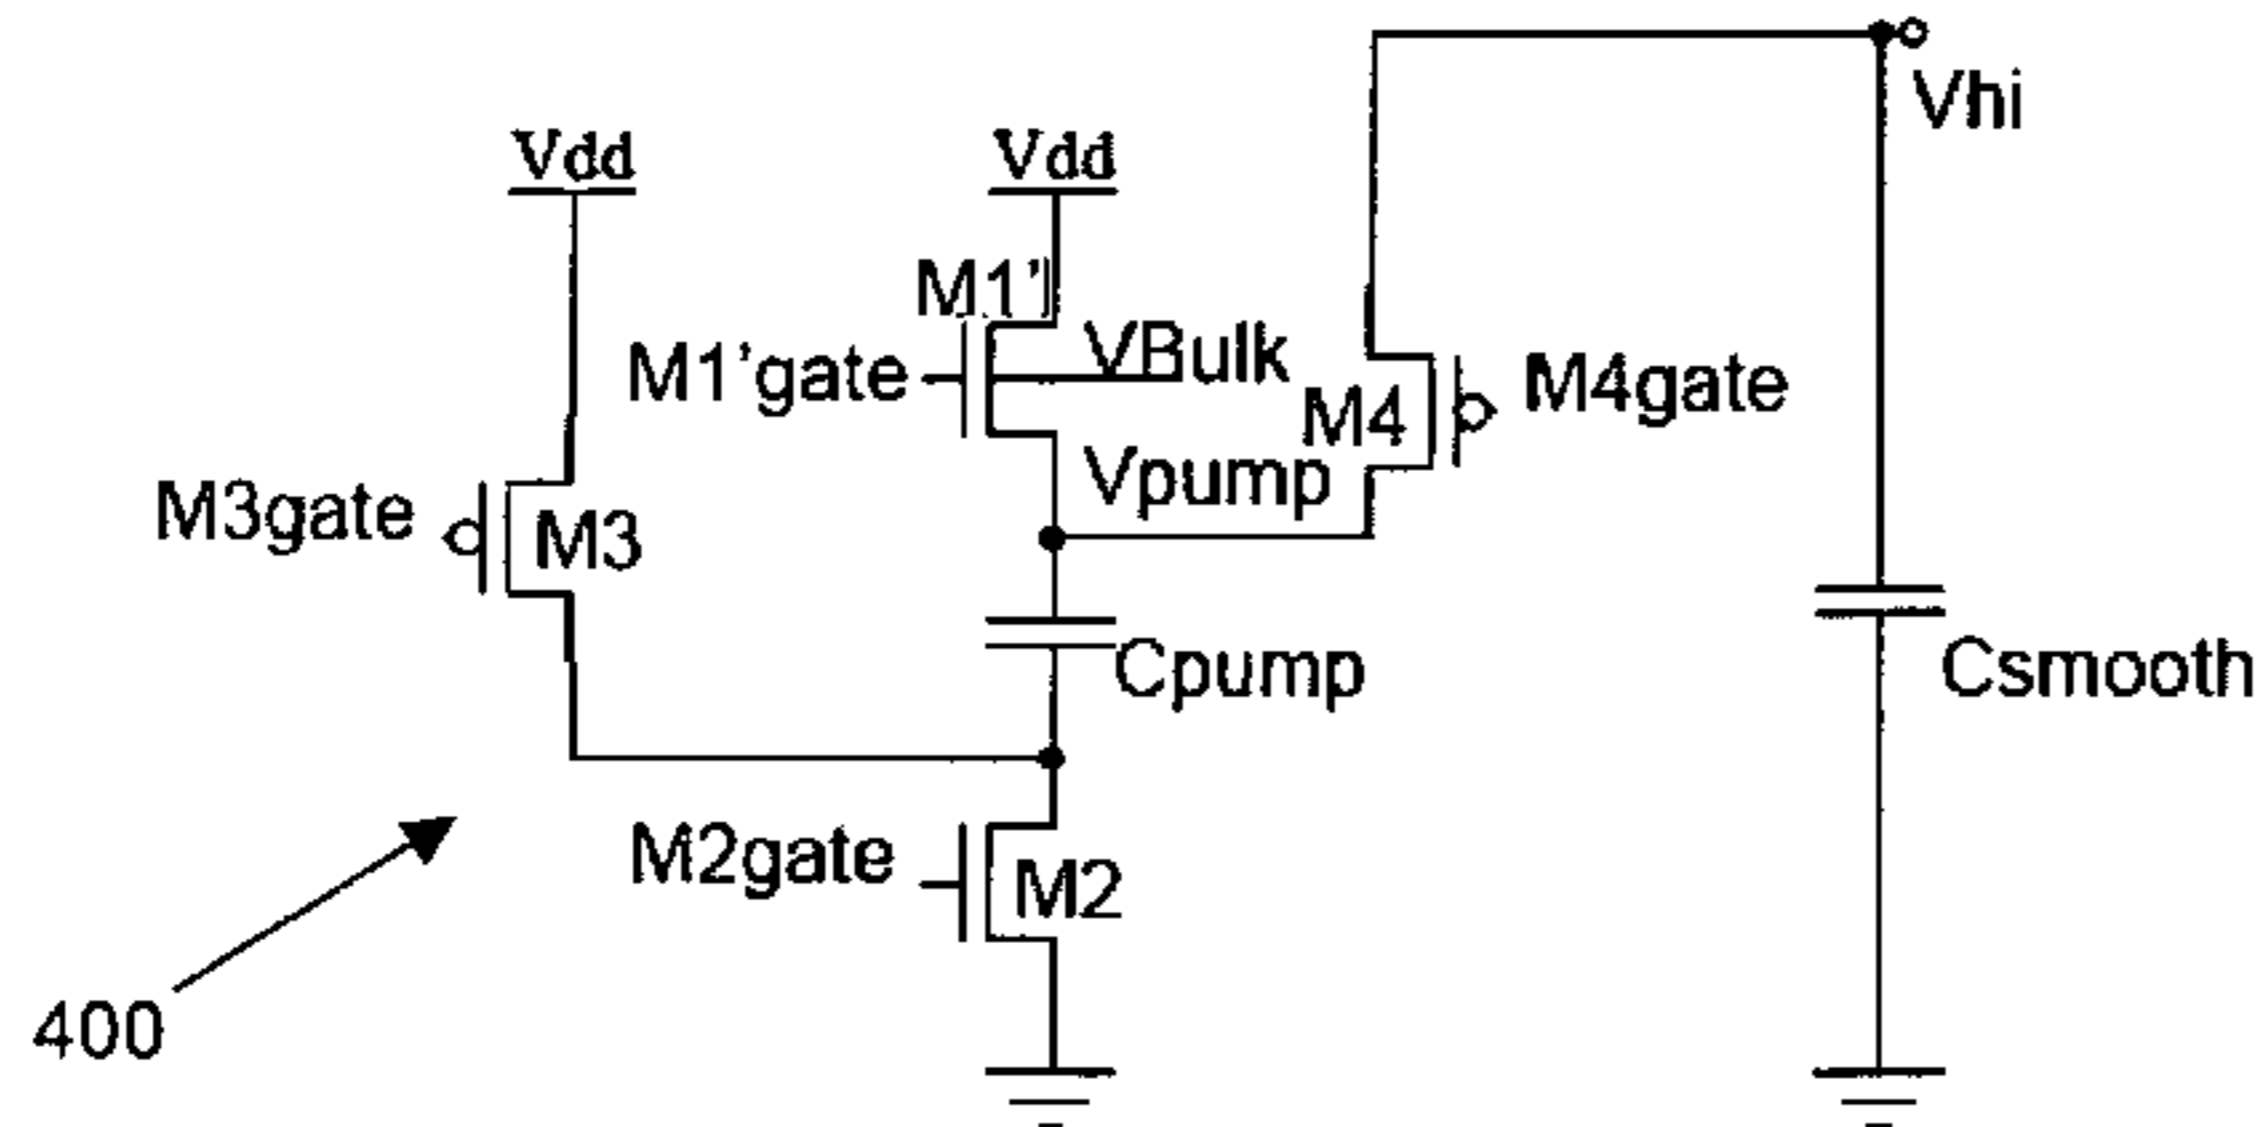 Vhi
Vdd
Vdd
M1'
M1'gate
VBulk
M4
M4gate
Vpump
M3gate
M3
Cpump
Csmooth
M2gate
M2
400